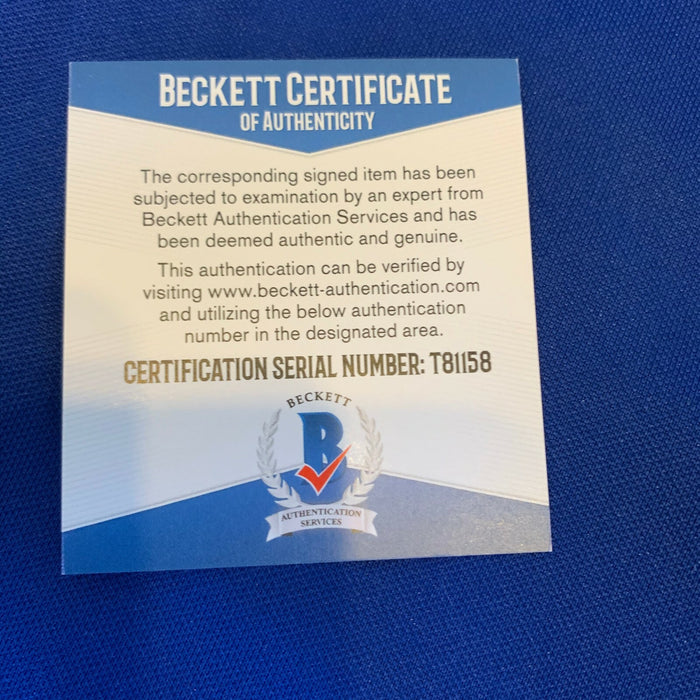 BECKETT CERTIFICATE
OF AUTHENTICITY
The corresponding signed item has been
subjected to examination by an expert from
Beckett Authentication Services and has
been deemed authentic and genuine.
This authentication can be verified by
visiting www.beckett-authentication.com
and utilizing the below authentication
number in the designated area.
CERTIFICATION SERIAL NUMBER: T81158
BECKETT
B
AUTHENTICATION
SERVICES